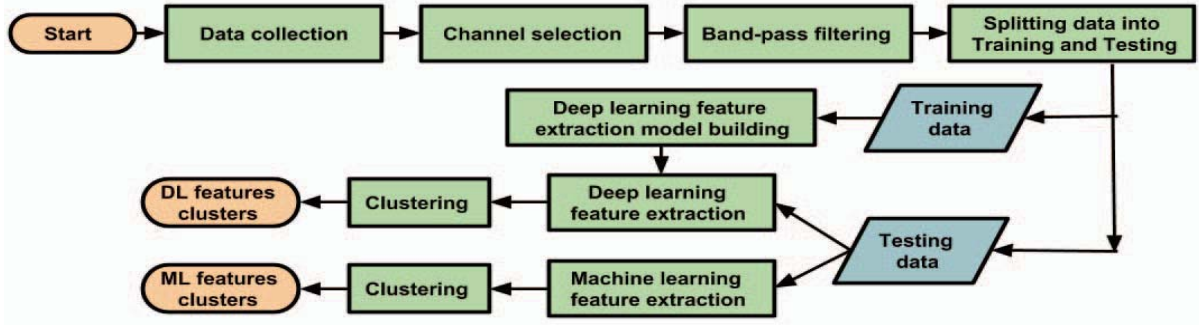 Start
Data collection
Channel selection
Band-pass filtering
Splitting data into
Training and Testing
Deep learning feature
extraction model building
Training
data
DL features
clusters
Clustering
Deep learning
feature extraction
Testing
data
ML features
clusters
Clustering
Machine learning
feature extraction